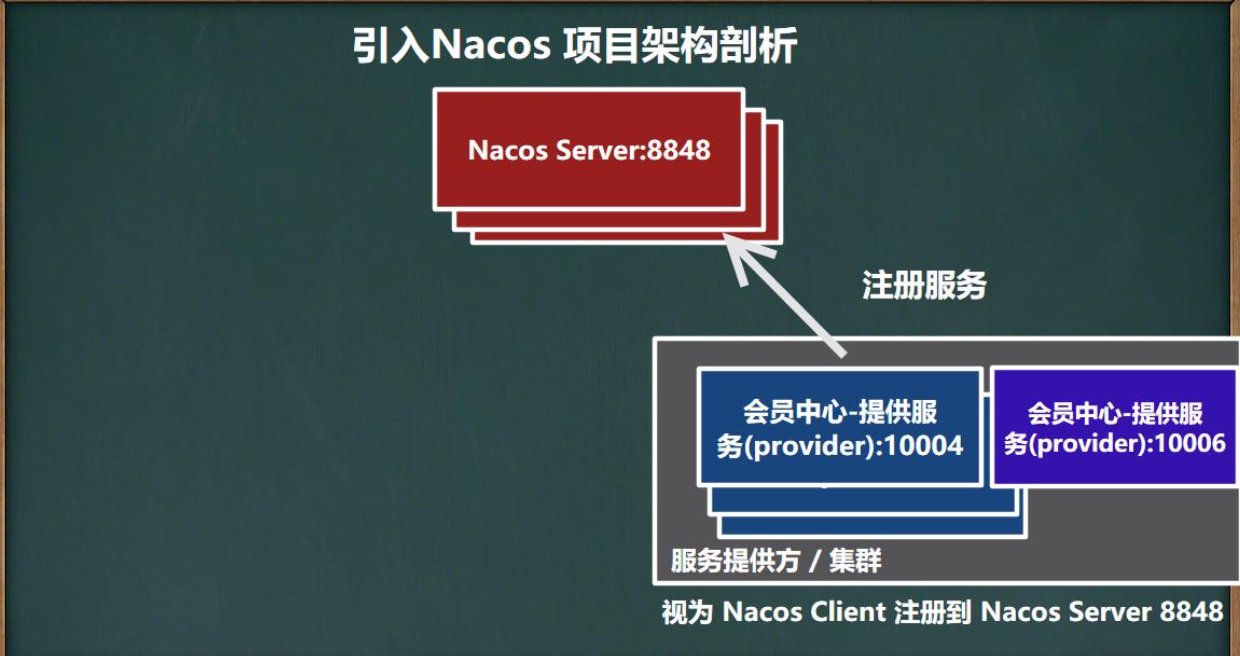 引入Nacos 项目架构剖析
Nacos Server:8848
注册服务
会员中心-提供服
务(provider):10004
会员中心-提供服
务(provider):10006
服务提供方 / 集群
视为 Nacos Client 注册到 Nacos Server 8848